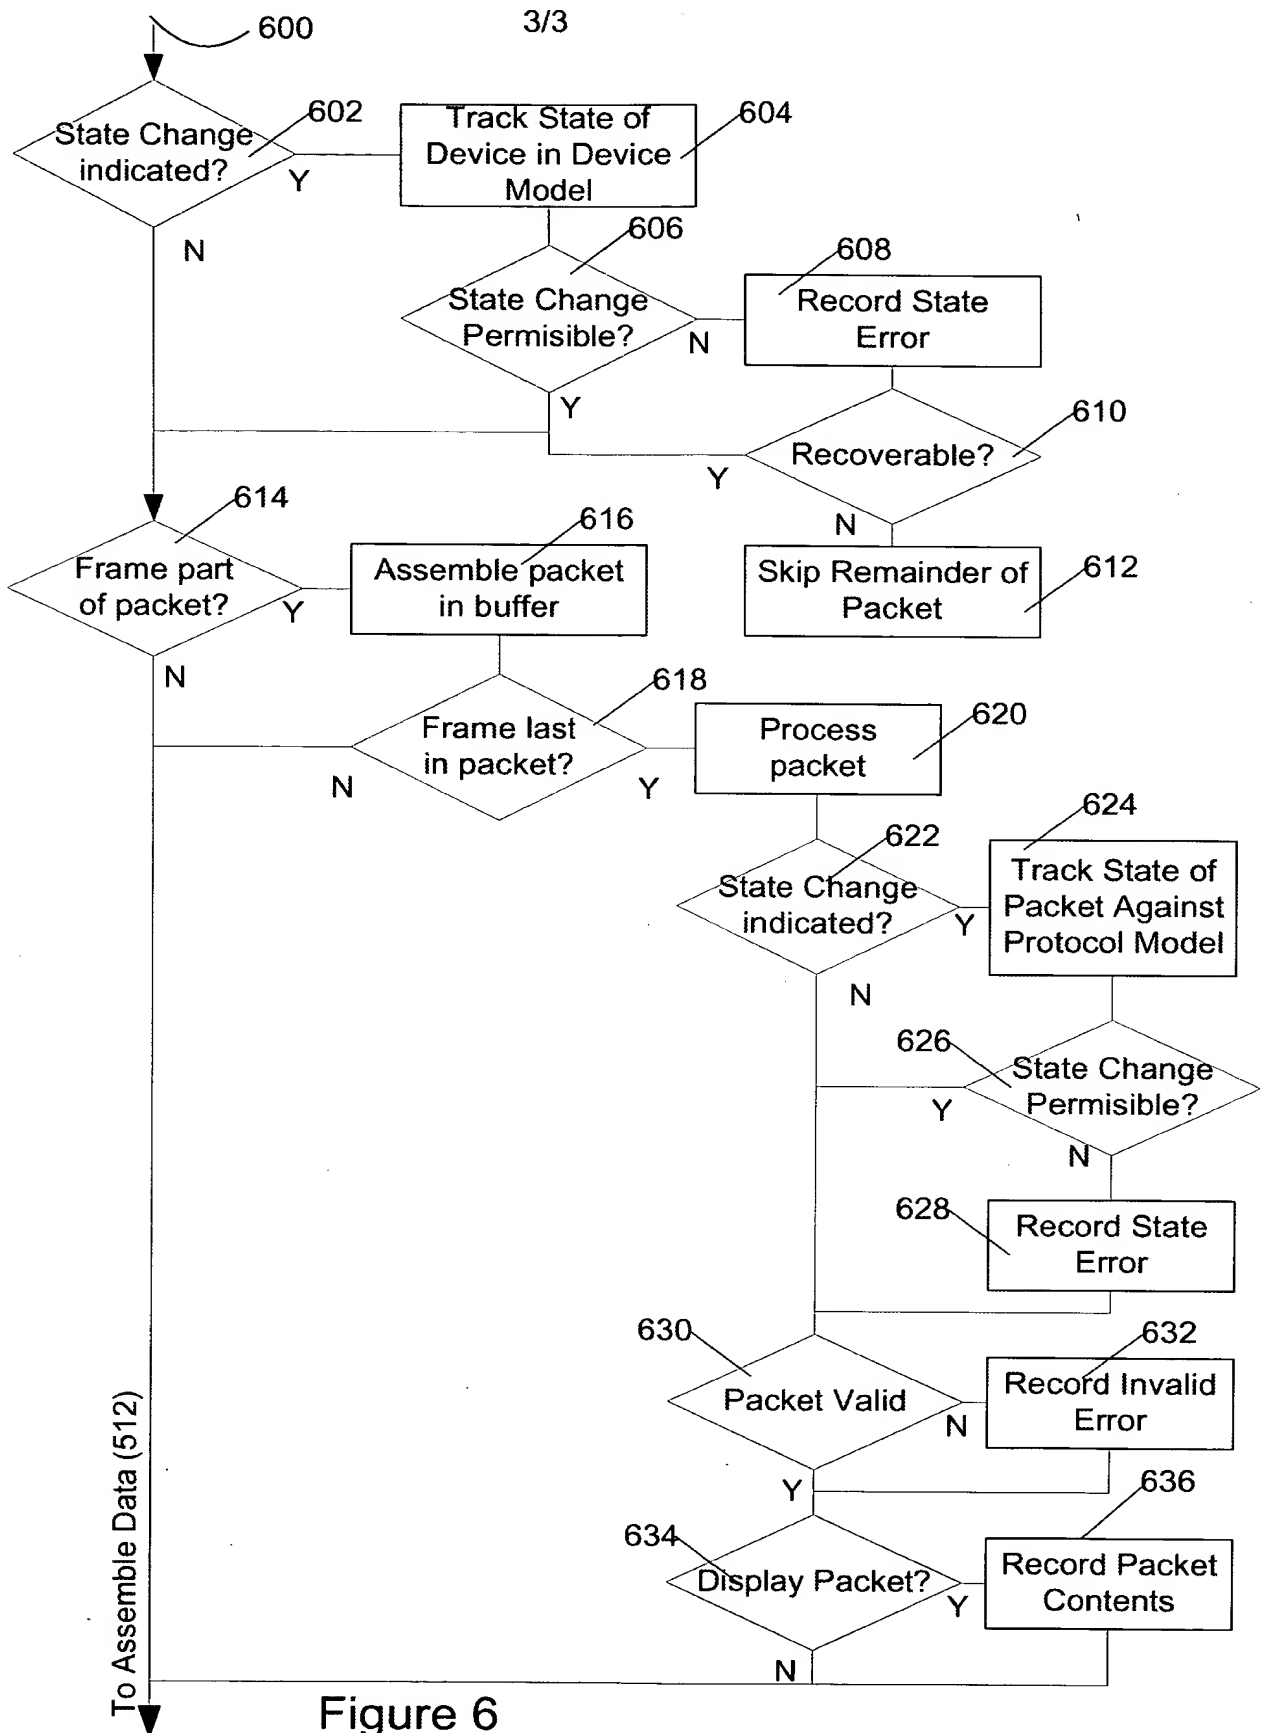 600
3/3
State Change
indicated?
602
Y
N
Track State of
Device in Device
Model
604
606
State Change
Permisible?
N
Y
608
Record State
Error
610
Recoverable?
Y
N
Skip Remainder of
Packet
612
614
Frame part
of packet?
Y
N
616
Assemble packet
in buffer
618
Frame last
in packet?
N
Y
Process
packet
620
622
State Change
indicated?
Y
N
624
Track State of
Packet Against
Protocol Model
626
State Change
Permisible?
Y
N
628
Record State
Error
630
Packet Valid
N
Y
632
Record Invalid
Error
634
Display Packet?
Y
N
636
Record Packet
Contents
To Assemble Data (512)
Figure 6